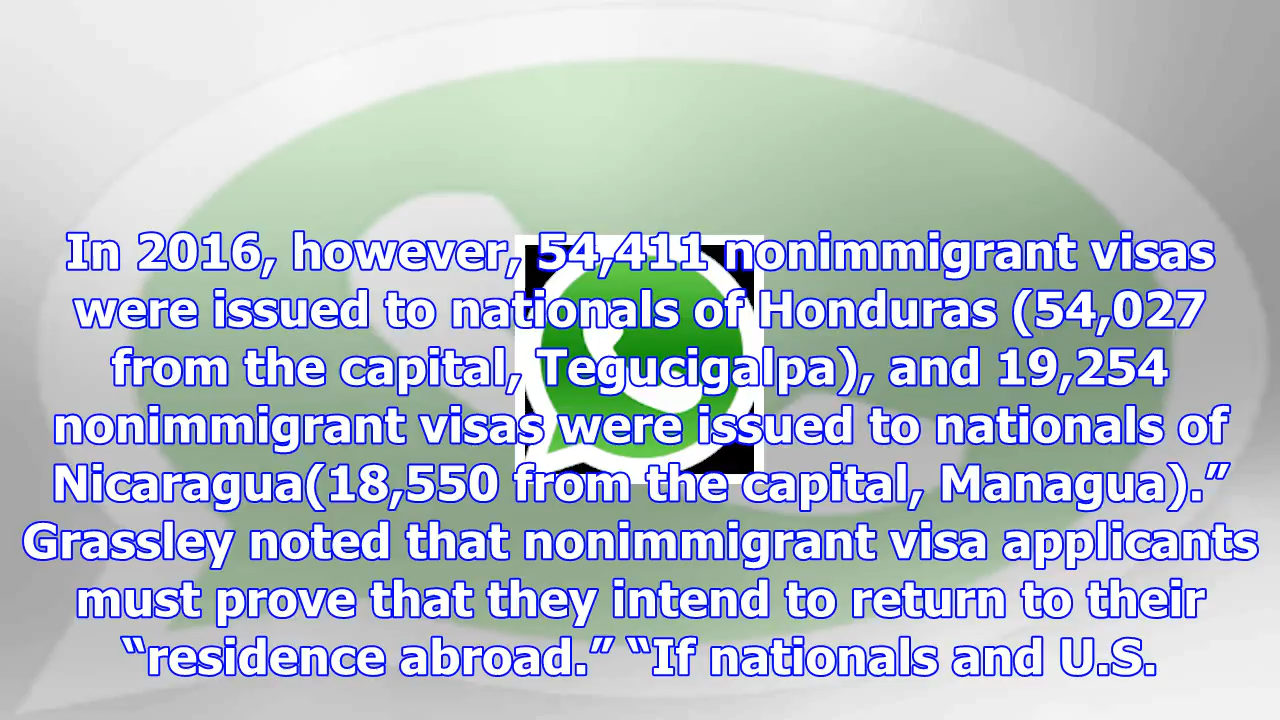 In 2016, however, 54,411 nonimmigrant visas
were issued to nationals of Honduras (54,027
from the capital, Tegucigalpa), and 19,254
nonimmigrant visas were issued to nationals of
Nicaragua(18,550 from the capital, Managua).”
Grassley noted that nonimmigrant visa applicants
must prove that they intend to return to their
“residence abroad.” “If nationals and U.S.